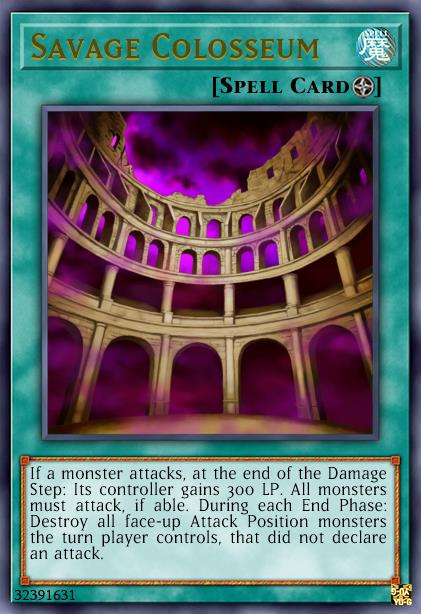 Savage Colosseum
SPELL
魔
[Spell Card]
If a monster attacks, at the end of the Damage
Step: Its controller gains 300 LP. All monsters
must attack, if able. During each End Phase:
Destroy all face-up Attack Position monsters
the turn player controls, that did not declare
an attack.
32391631